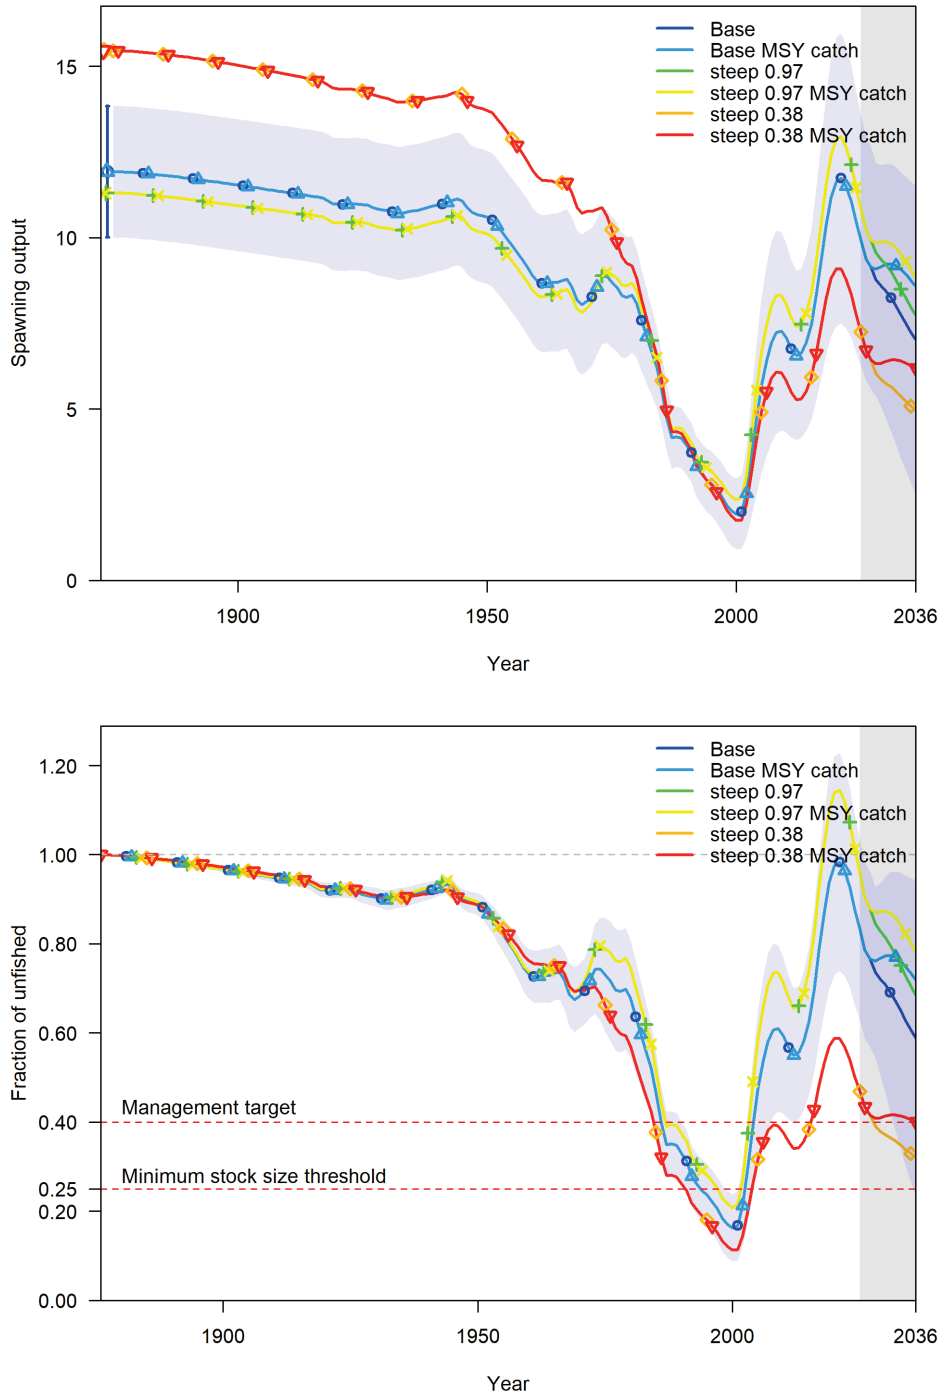 Base
Base MSY catch
steep 0.97
steep 0.97 MSY catch
steep 0.38
steep 0.38 MSY catch
15
10
5
0
Spawning output
1900
1950
2000
2036
Year
Base
Base MSY catch
steep 0.97
steep 0.97 MSY catch
steep 0.38
steep 0.38 MSY catch
1.20
1.00
0.80
0.60
0.40
0.25
0.20
0.00
Fraction of unfished
Management target
Minimum stock size threshold
1900
1950
2000
2036
Year